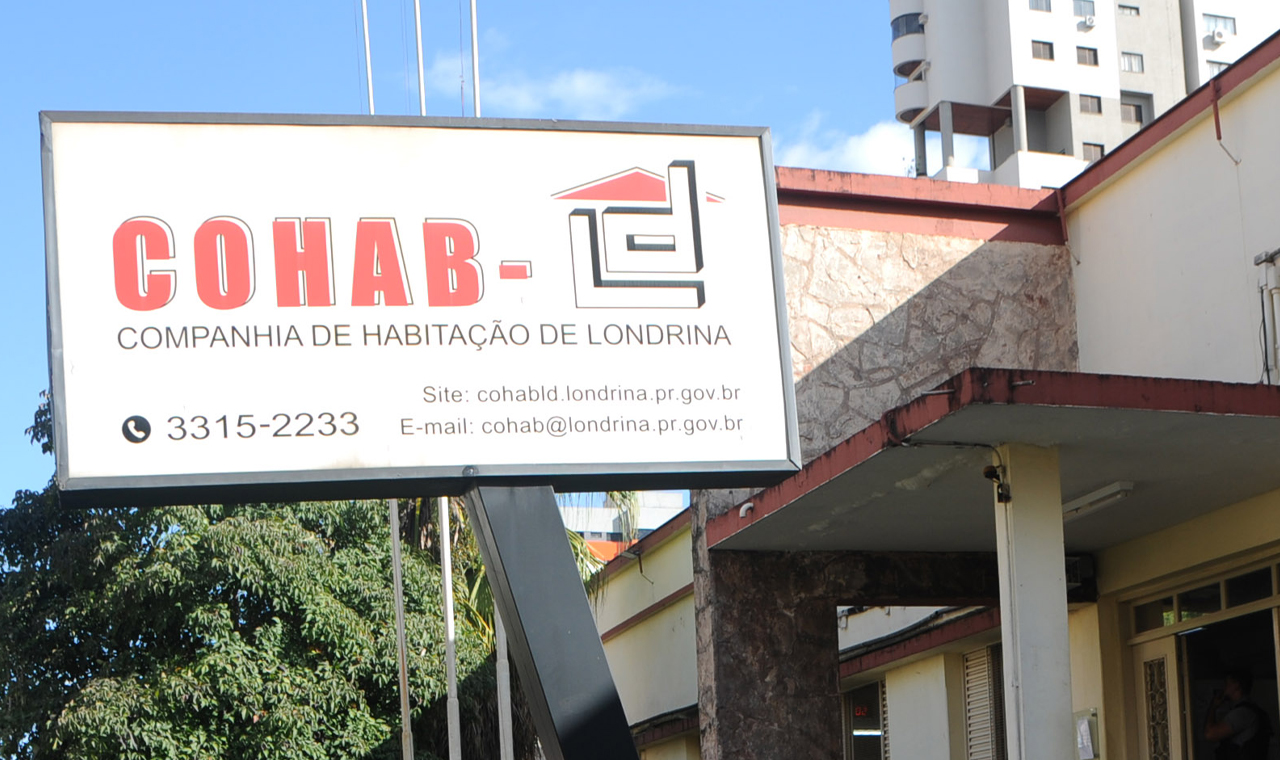 COHAB-Ld
COMPANHIA DE HABITAÇÃO DE LONDRINA
Site: cohabld.londrina.pr.gov.br
3315-2233
E-mail: cohab@londrina.pr.gov.br